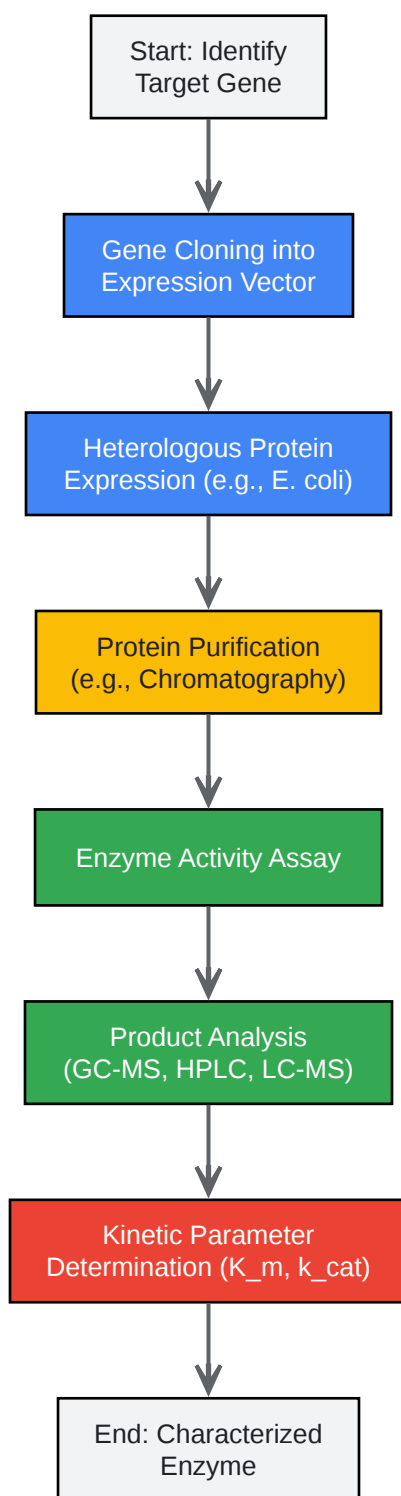 Start: Identify
Target Gene
Gene Cloning into
Expression Vector
Heterologous Protein
Expression (e.g., E. coli)
Protein Purification
(e.g., Chromatography)
Enzyme Activity Assay
Product Analysis
(GC-MS, HPLC, LC-MS)
Kinetic Parameter
Determination (K_m, k_cat)
End: Characterized
Enzyme